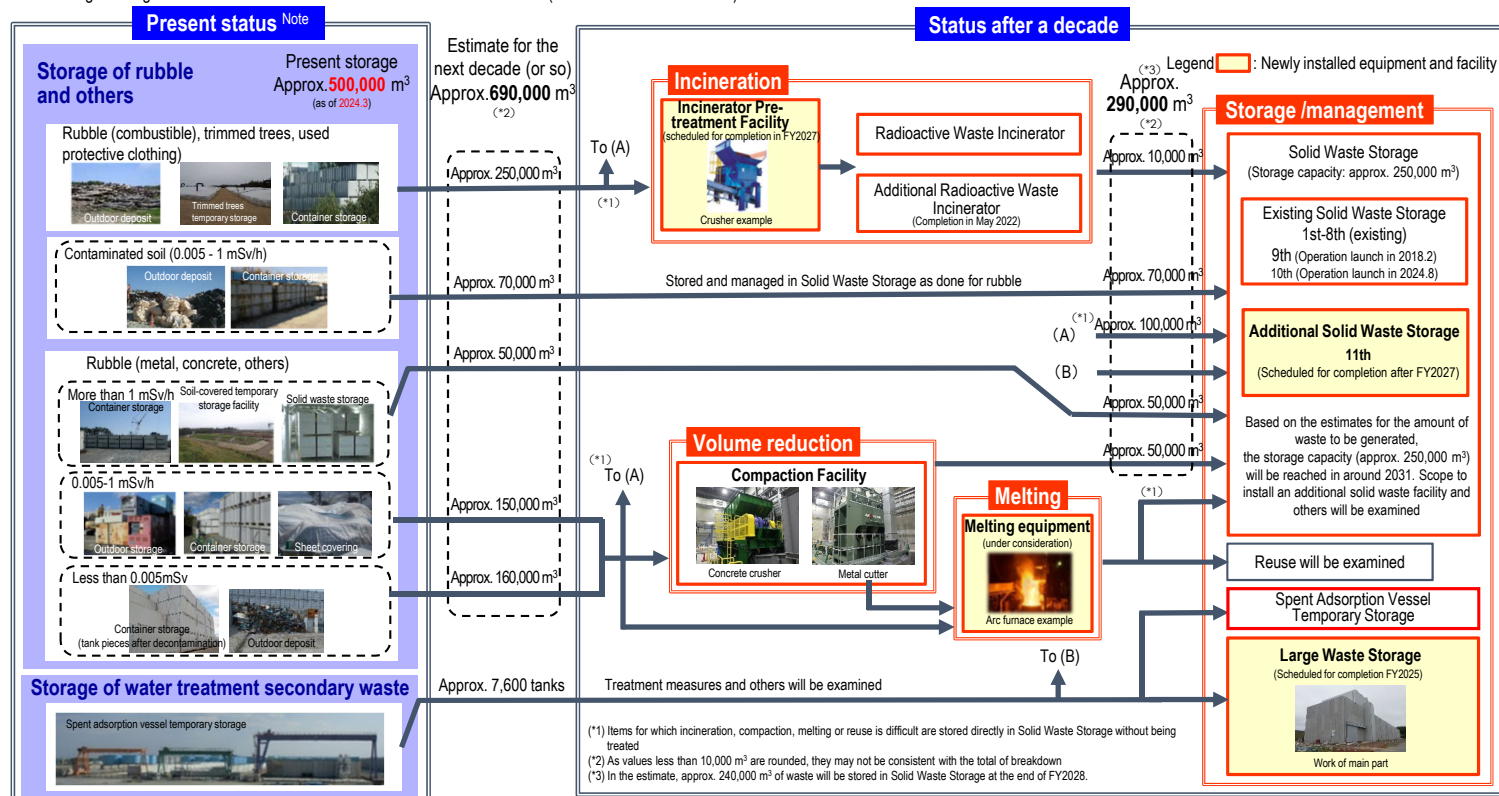 Present status Note
Storage of rubble
and others
Present storage
Approx.500,000 m³
(as of 2024.3)
Rubble (combustible), trimmed trees, used
protective clothing)
Outdoor deposit
Trimmed trees
temporary storage
Container storage
Contaminated soil (0.005 - 1 mSv/h)
Outdoor deposit
Container storage
Rubble (metal, concrete, others)
More than 1 mSv/h
Container storage
Soil-covered temporary
storage facility
Solid waste storage
0.005-1 mSv/h
Outdoor storage
Container storage
Sheet covering
Less than 0.005mSv
Container storage
(tank pieces after decontamination)
Outdoor deposit
Storage of water treatment secondary waste
Spent adsorption vessel temporary storage
Estimate for the
next decade (or so)
Approx.690,000 m³
(*2)
Approx. 250,000 m³
Approx. 70,000 m³
Approx. 50,000 m³
Approx. 150,000 m³
Approx. 160,000 m³
Approx. 7,600 tanks
Status after a decade
Legend : Newly installed equipment and facility
To (A)
(*1)
Incineration
Incinerator Pre-
treatment Facility
(scheduled for completion in FY2027)
Crusher example
Radioactive Waste Incinerator
Additional Radioactive Waste
Incinerator
(Completion in May 2022)
Stored and managed in Solid Waste Storage as done for rubble
(*1)
To (A)
Volume reduction
Compaction Facility
Concrete crusher
Metal cutter
Melting
Melting equipment
(under consideration)
Arc furnace example
To (B)
Treatment measures and others will be examined
(*3)
Approx.
290,000 m³
(*2)
Approx. 10,000 m³
Approx. 70,000 m³
(A)
(*1)
Approx. 100,000 m³
(B)
Approx. 50,000 m³
Approx. 50,000 m³
(*1)
Storage /management
Solid Waste Storage
(Storage capacity: approx. 250,000 m³)
Existing Solid Waste Storage
1st-8th (existing)
9th (Operation launch in 2018.2)
10th (Operation launch in 2024.8)
Additional Solid Waste Storage
11th
(Scheduled for completion after FY2027)
Based on the estimates for the amount of
waste to be generated,
the storage capacity (approx. 250,000 m³)
will be reached in around 2031. Scope to
install an additional solid waste facility and
others will be examined
Reuse will be examined
Spent Adsorption Vessel
Temporary Storage
Large Waste Storage
(Scheduled for completion FY2025)
Work of main part
(*1) Items for which incineration, compaction, melting or reuse is difficult are stored directly in Solid Waste Storage without being
treated
(*2) As values less than 10,000 m³ are rounded, they may not be consistent with the total of breakdown
(*3) In the estimate, approx. 240,000 m³ of waste will be stored in Solid Waste Storage at the end of FY2028.